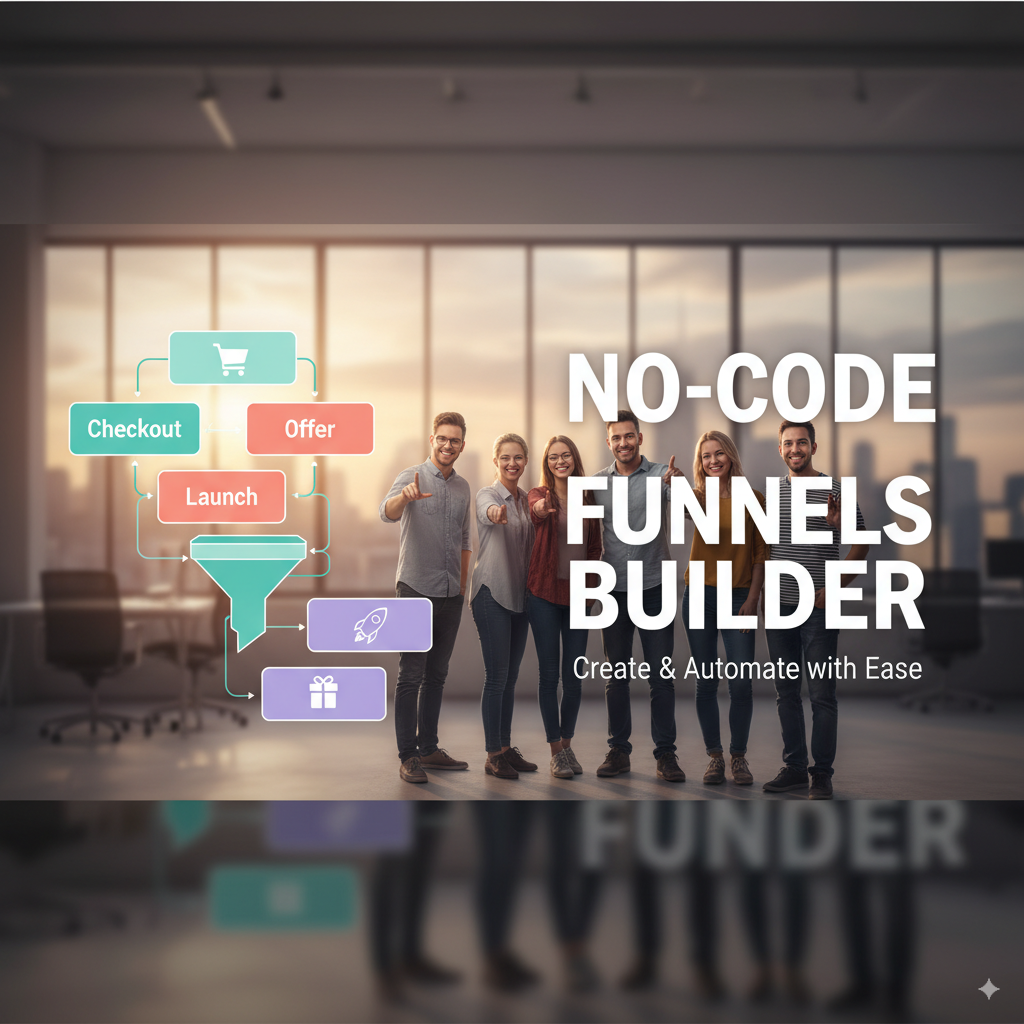 Checkout
Offer
Launch
NO-CODE
FUNNELS
BUILDER
Create & Automate with Ease
FUNDER